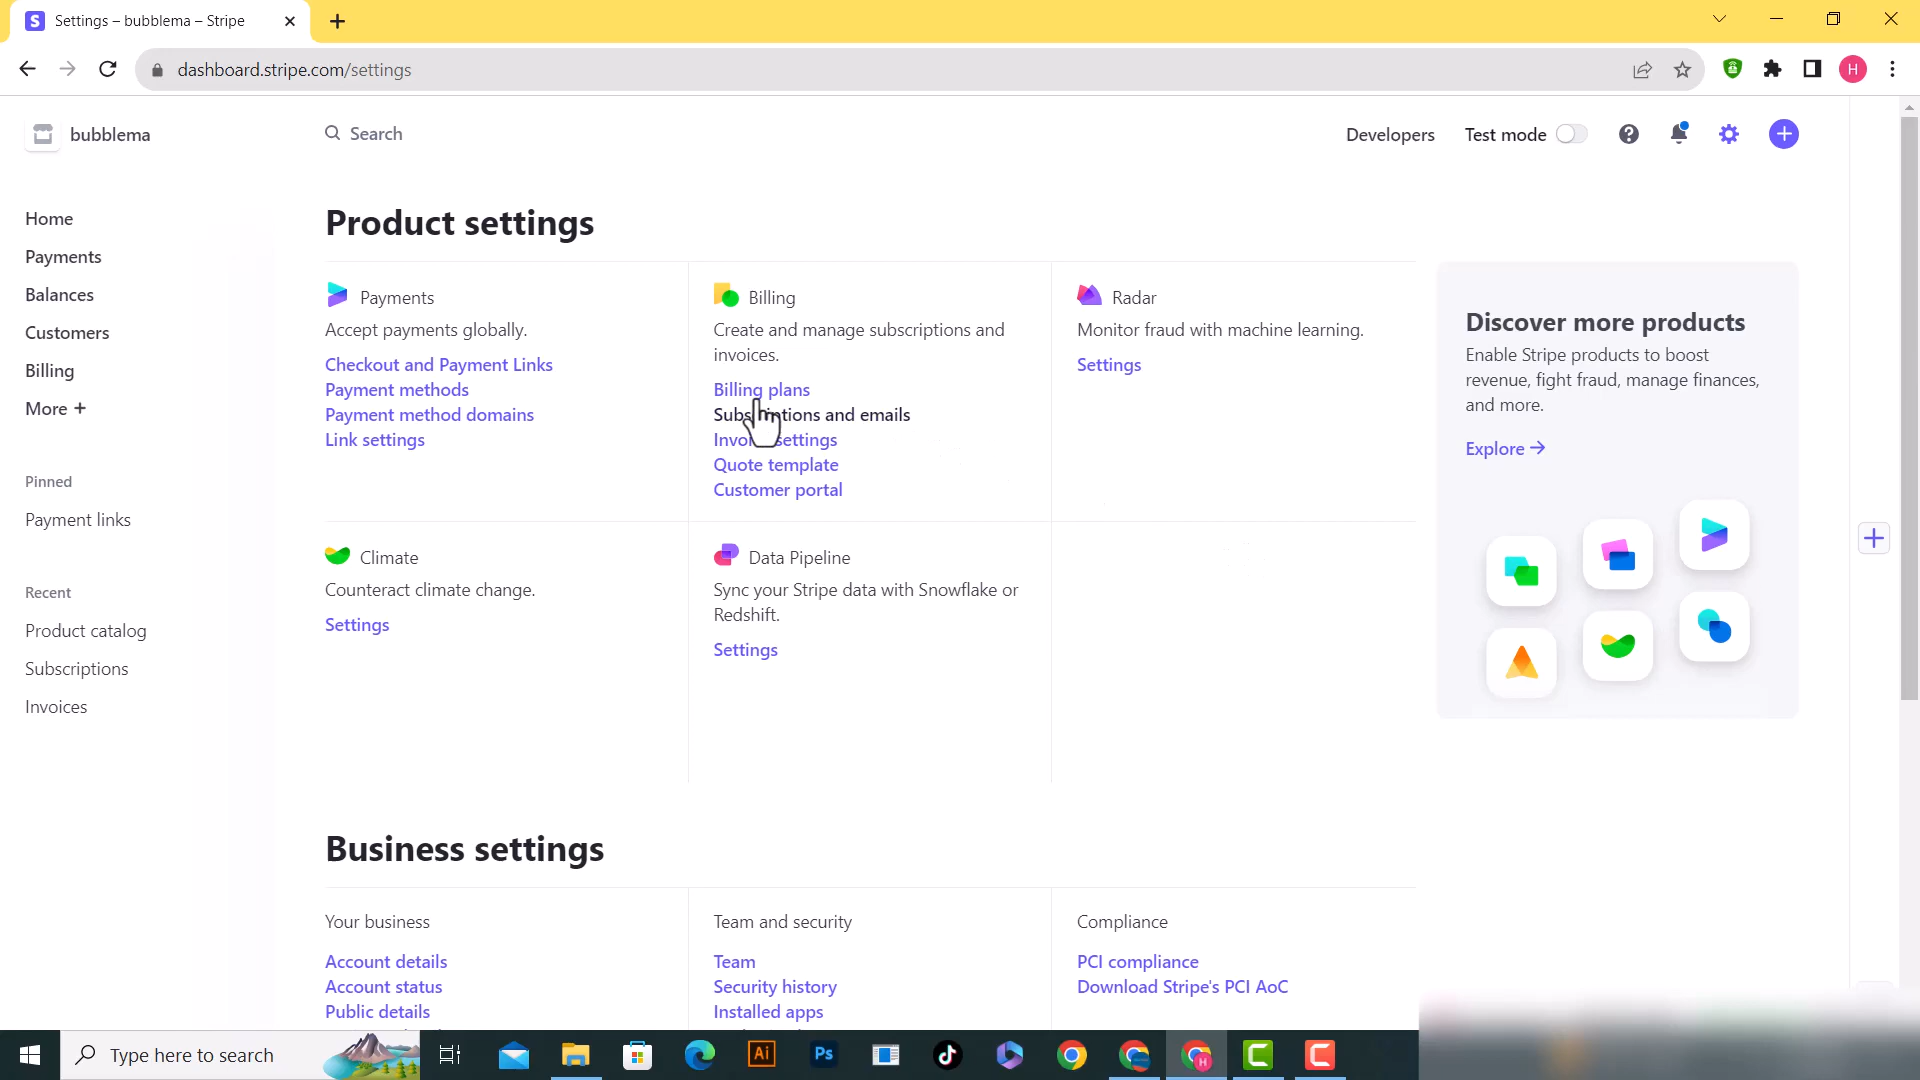 Settings – bubblema – Stripe
dashboard.stripe.com/settings
H
bubblema
Search
Developers
Test mode
Home
Payments
Balances
Customers
Billing
More +
Pinned
Payment links
Recent
Product catalog
Subscriptions
Invoices
Product settings
Payments
Accept payments globally.
Checkout and Payment Links
Payment methods
Payment method domains
Link settings
Billing
Create and manage subscriptions and
invoices.
Billing plans
Subscriptions and emails
Invoice settings
Quote template
Customer portal
Radar
Monitor fraud with machine learning.
Settings
Climate
Counteract climate change.
Settings
Data Pipeline
Sync your Stripe data with Snowflake or
Redshift.
Settings
Discover more products
Enable Stripe products to boost
revenue, fight fraud, manage finances,
and more.
Explore →
Business settings
Your business
Account details
Account status
Public details
Team and security
Team
Security history
Installed apps
Compliance
PCI compliance
Download Stripe's PCI AoC
Type here to search
Ai
Ps